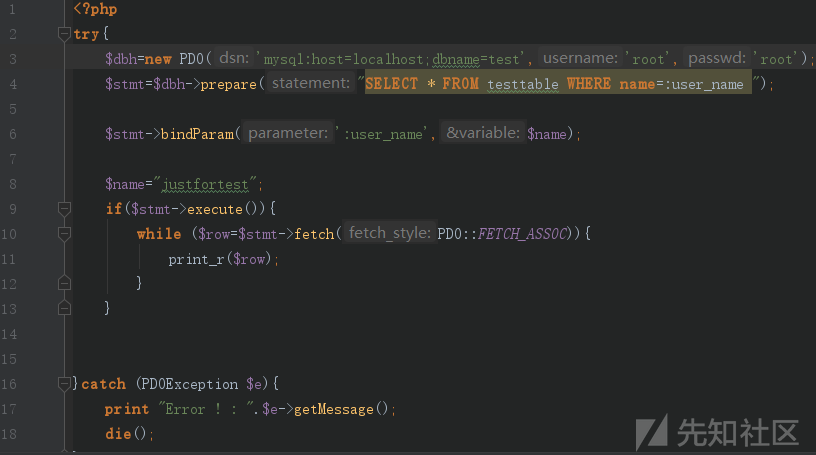 1 <?php
2 try{
3 $dbh=new PDO( dsn: 'mysql:host=localhost;dbname=test', username: 'root', passwd: 'root');
4 $stmt=$dbh->prepare( statement: "SELECT * FROM testtable WHERE name=:user_name ");
5
6 $stmt->bindParam( parameter: ':user_name', &variable: $name);
7
8 $name="justfortest";
9 if($stmt->execute()){
10 while ($row=$stmt->fetch( fetch_style: PDO::FETCH_ASSOC)){
11 print_r($row);
12 }
13 }
14
15
16 }catch (PDOException $e){
17 print "Error ! : ".$e->getMessage();
18 die();
先知社区